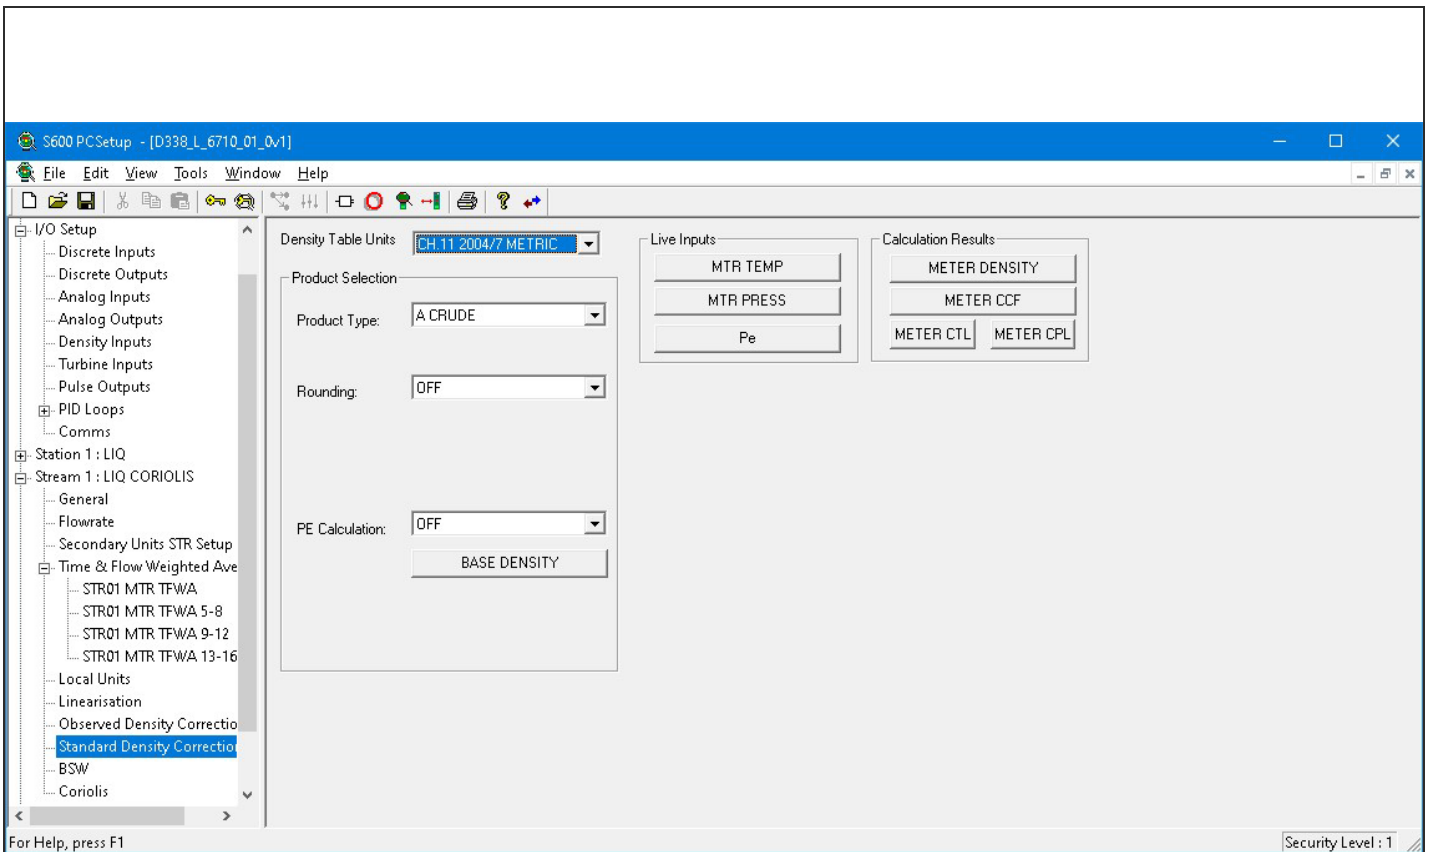 S600 PCSetup - [D338_L_6710_01_0v1]
File Edit View Tools Window Help
I/O Setup
Discrete Inputs
Discrete Outputs
Analog Inputs
Analog Outputs
Density Inputs
Turbine Inputs
Pulse Outputs
PID Loops
Comms
Station 1 : LIQ
Stream 1 : LIQ CORIOLIS
General
Flowrate
Secondary Units STR Setup
Time & Flow Weighted Ave
STR01 MTR TFWA
STR01 MTR TFWA 5-8
STR01 MTR TFWA 9-12
STR01 MTR TFWA 13-16
Local Units
Linearisation
Observed Density Correctio
Standard Density Correction
BSW
Coriolis
Density Table Units CH.11 2004/7 METRIC
Product Selection
Product Type: A CRUDE
Rounding: OFF
PE Calculation: OFF
BASE DENSITY
Live Inputs
MTR TEMP
MTR PRESS
Pe
Calculation Results
METER DENSITY
METER CCF
METER CTL METER CPL
For Help, press F1
Security Level : 1